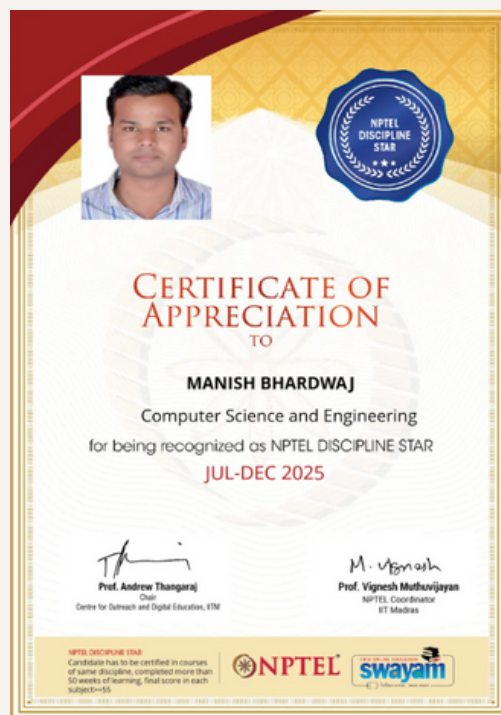 NPTEL
DISCIPLINE
STAR
CERTIFICATE OF
APPRECIATION
TO
MANISH BHARDWAJ
Computer Science and Engineering
for being recognized as NPTEL DISCIPLINE STAR
JUL-DEC 2025
M. Vignesh
Prof. Andrew Thangaraj
Chair
Centre for Outreach and Digital Education, IITM
Prof. Vignesh Muthuvijayan
NPTEL Coordinator
IIT Madras
NPTEL DISCIPLINE STAR
Candidate has to be certified in courses
of same discipline, completed more than
50 weeks of learning, final score in each
subject>=55
NPTEL
swayam